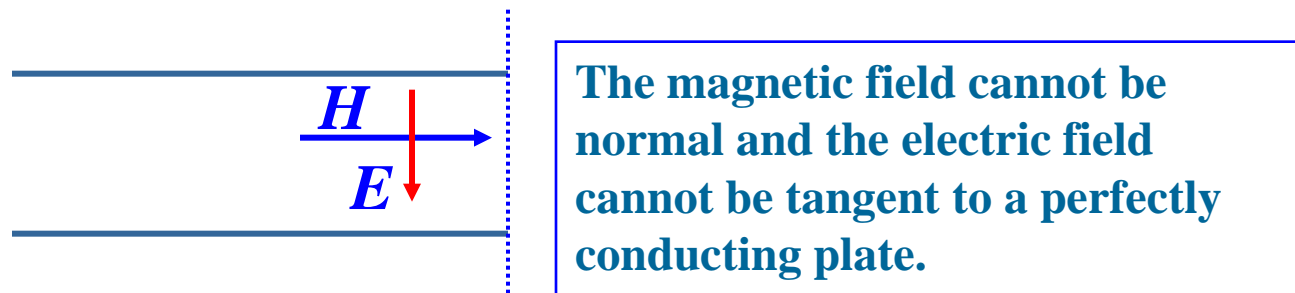 H
E
The magnetic field cannot be
normal and the electric field
cannot be tangent to a perfectly
conducting plate.